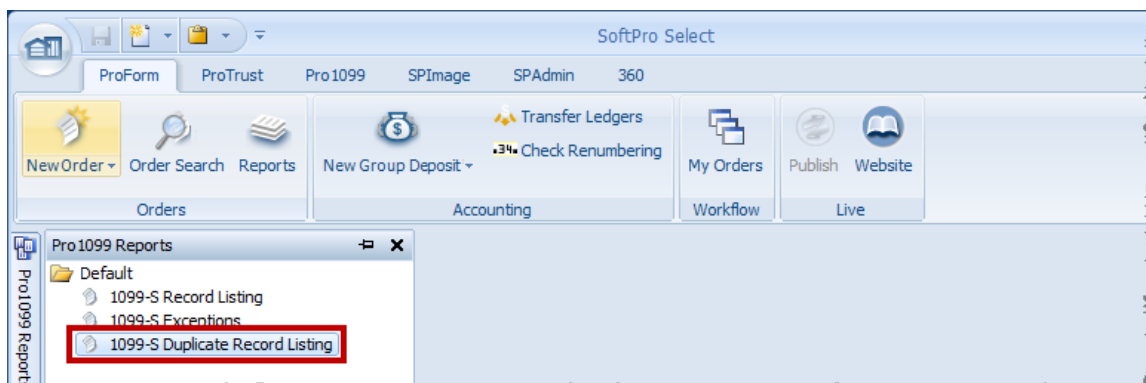 SoftPro Select
ProForm ProTrust Pro1099 SPImage SPAdmin 360
Transfer Ledgers
.34. Check Renumbering
New Order Order Search Reports New Group Deposit My Orders Publish Website
Orders Accounting Workflow Live
Pro1099 Reports
Default
1099-S Record Listing
1099-S Exceptions
1099-S Duplicate Record Listing
Pro1099 Report